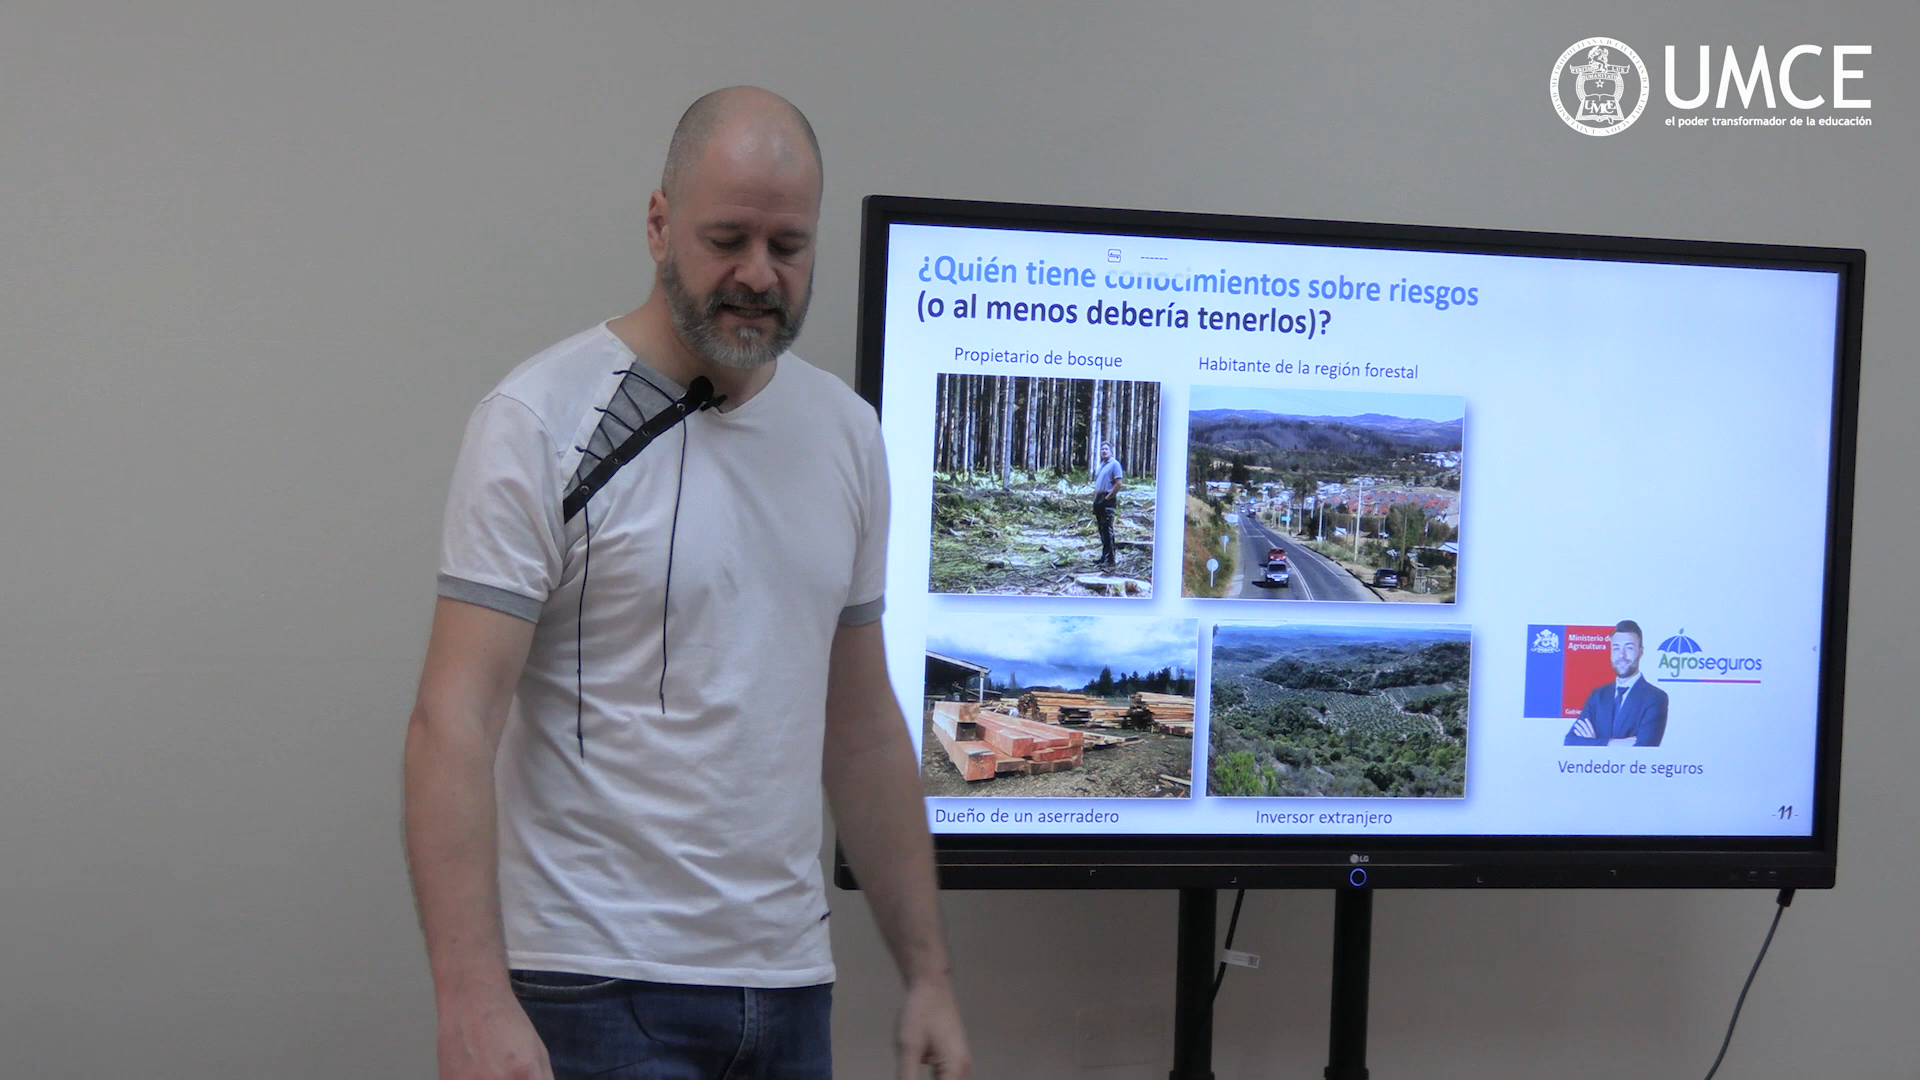 UMCE
el poder transformador de la educación
¿Quién tiene conocimientos sobre riesgos
(o al menos debería tenerlos)?
Propietario de bosque
Habitante de la región forestal
Ministerio de
Agricultura
Agroseguros
Vendedor de seguros
Dueño de un aserradero
Inversor extranjero
-11-
LG